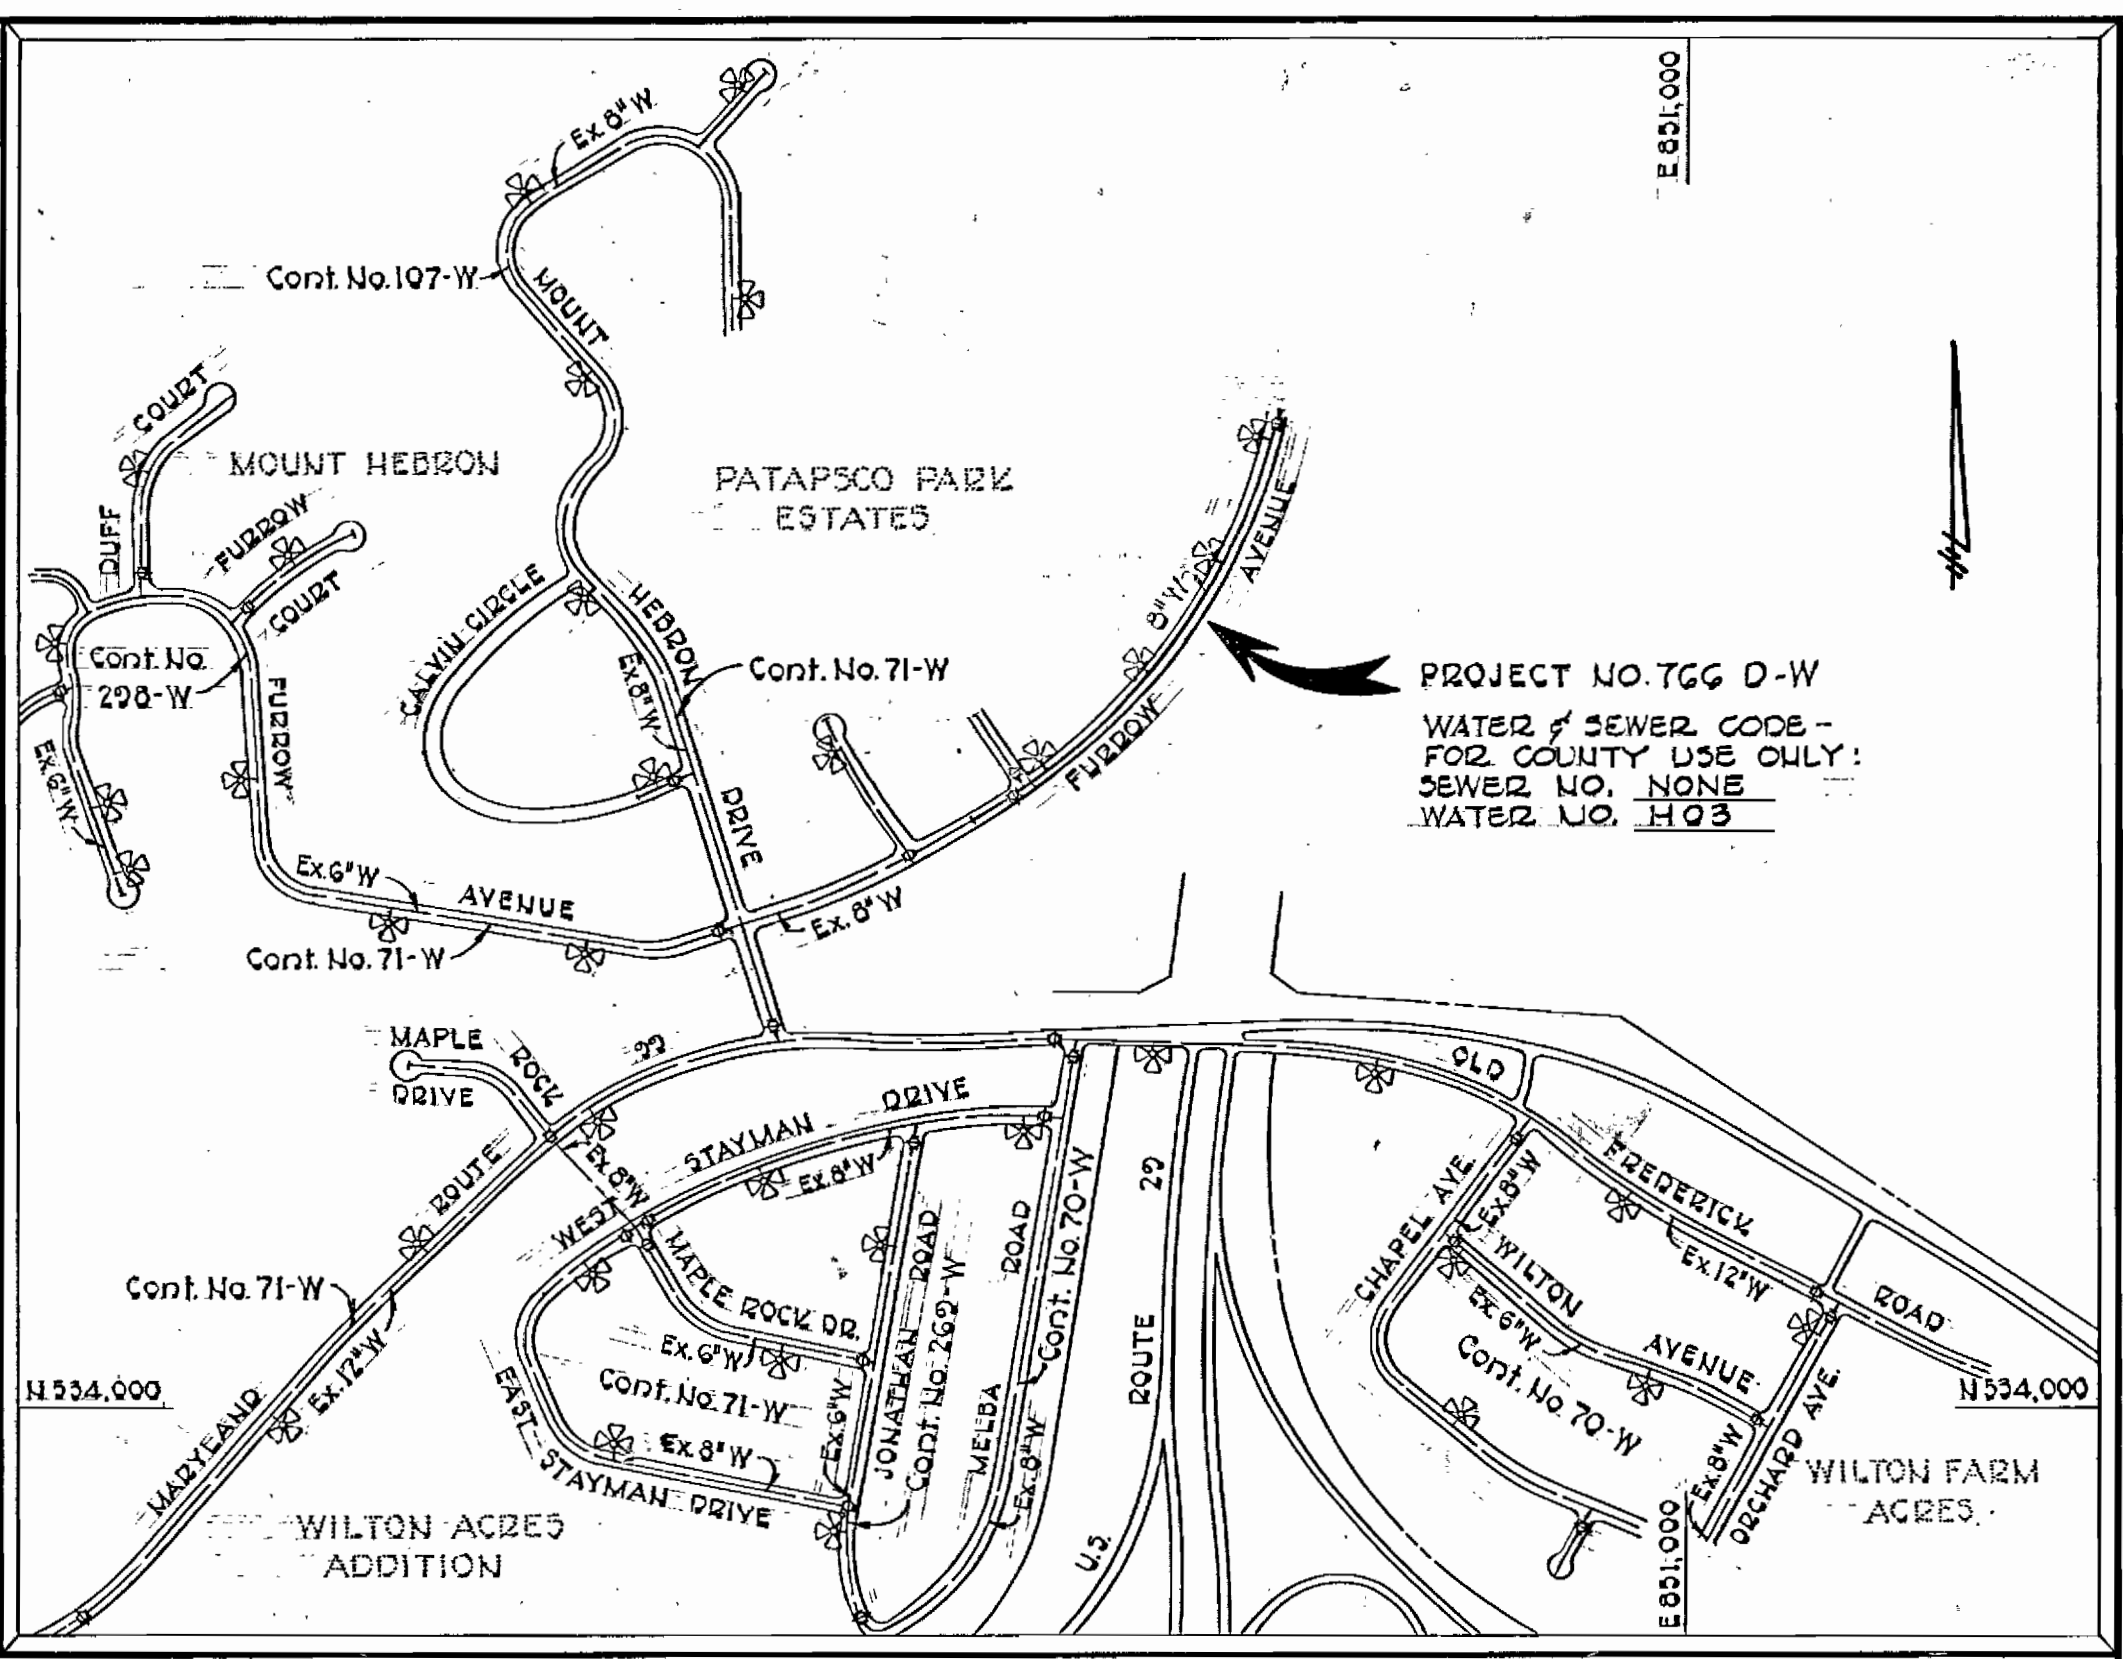 Ex. 8"W
E 851,000
Cont. No. 107-W
MOUNT
COURT
MOUNT HEBRON
PATAPSCO PARK
ESTATES
DUFF
FURROW
COURT
AVENUE
8"W
CALVIN CIRCLE
HEBRON
Ex. 8"W
Cont. No. 71-W
Cont. No.
298-W
FURROW
Ex. 6"W
FURROW
DRIVE
PROJECT NO. 766 D-W
WATER & SEWER CODE -
FOR COUNTY USE ONLY:
SEWER NO. NONE
WATER NO. H03
Ex. 6"W
AVENUE
Ex. 8"W
Cont. No. 71-W
MAPLE
ROCK
DRIVE
99
OLD
STAYMAN DRIVE
WEST
Ex. 8"W
Ex. 8"W
ROUTE
29
CHAPEL AVE.
Ex. 8"W
FREDERICK
Ex. 12"W
ROAD
WILTON
AVENUE
Ex. 6"W
Cont. No. 70-W
MAPLE ROCK DR.
Ex. 6"W
Cont. No. 71-W
JONATHAN ROAD
Cont. No. 262-W
MELBA ROAD
Cont. No. 70-W
Ex. 8"W
Ex. 6"W
ROUTE
U.S.
Cont. No. 71-W
Ex. 12"W
MARYLAND
N 534,000
N 534,000
EAST STAYMAN DRIVE
Ex. 8"W
WILTON ACRES
ADDITION
Ex. 8"W
ORCHARD AVE.
WILTON FARM
ACRES
E 851,000